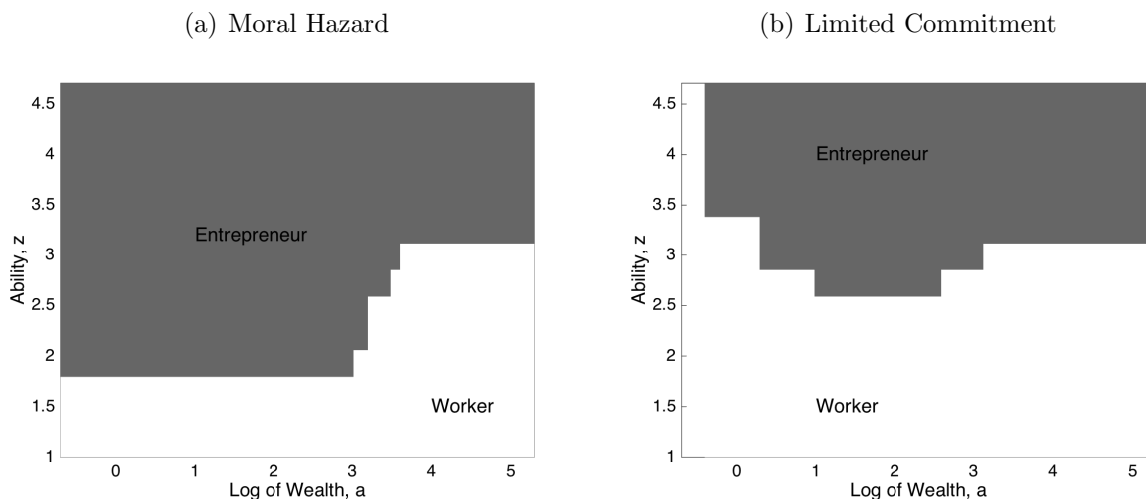 (a) Moral Hazard
4.5
4
3.5
3
2.5
2
1.5
1
Ability, z
Entrepreneur
Worker
0 1 2 3 4 5
Log of Wealth, a
(b) Limited Commitment
4.5
4
3.5
3
2.5
2
1.5
1
Ability, z
Entrepreneur
Worker
0 1 2 3 4 5
Log of Wealth, a